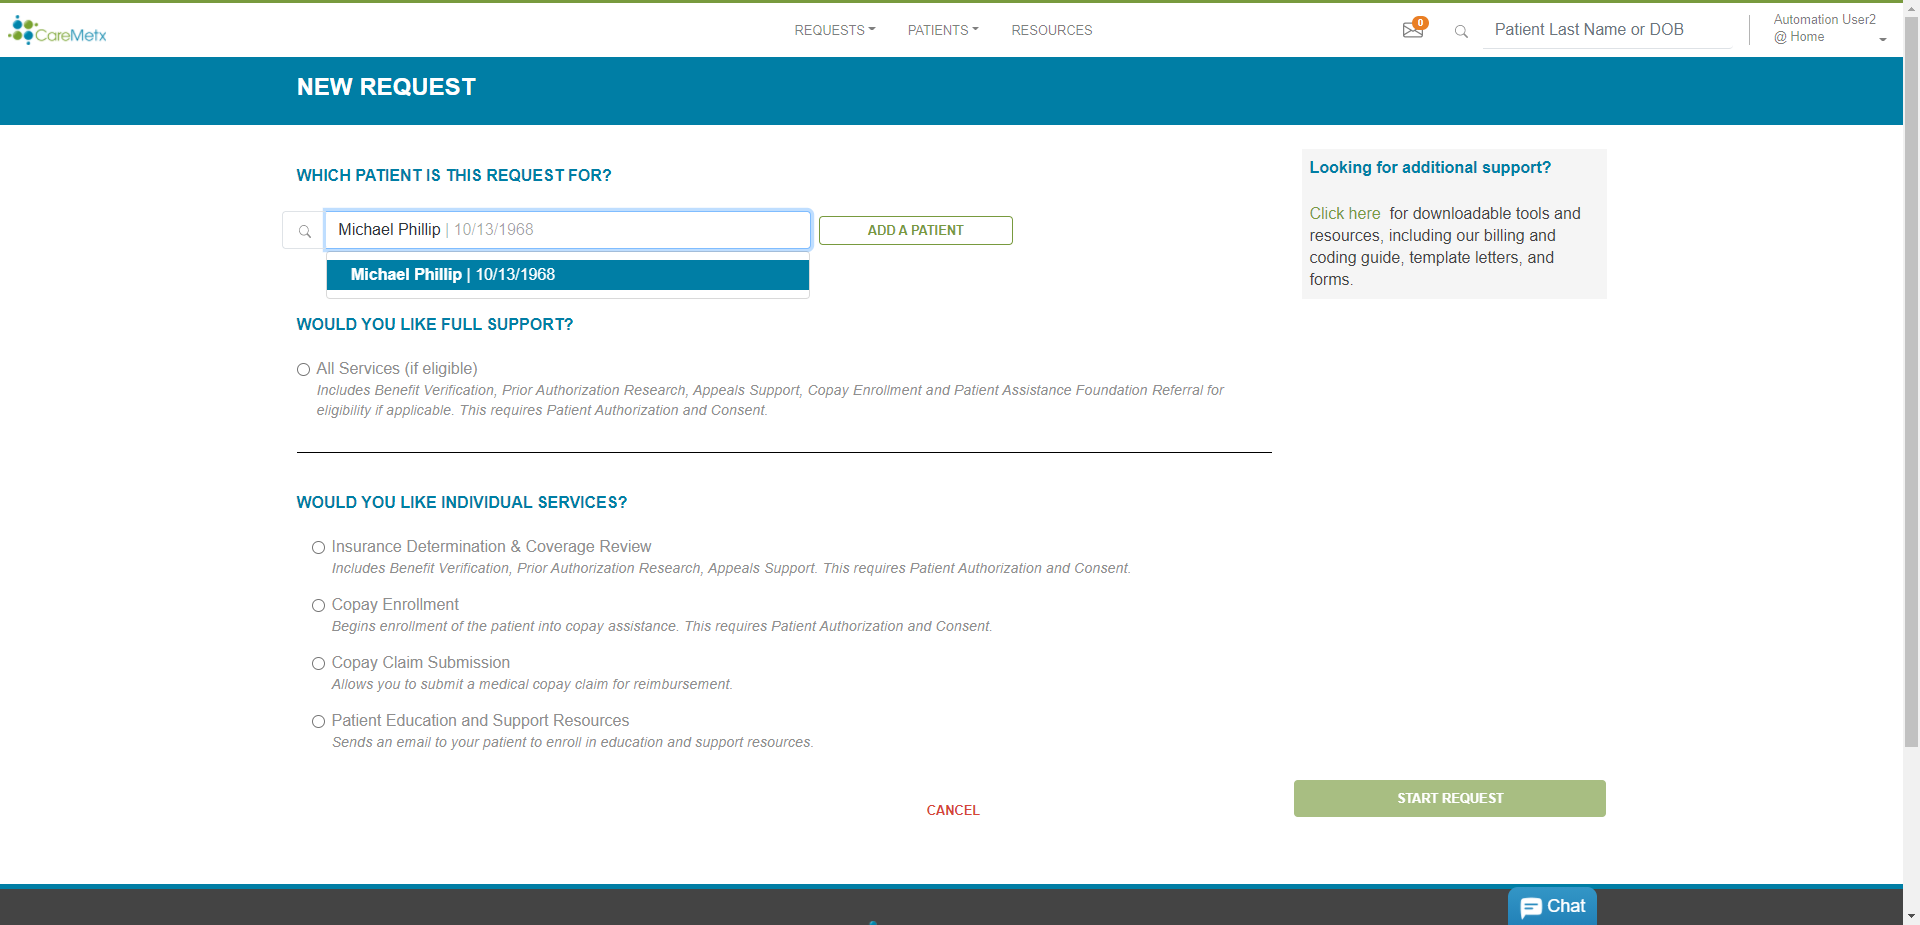 CareMetx
REQUESTS
PATIENTS
RESOURCES
0
Patient Last Name or DOB
Automation User2
@ Home
NEW REQUEST
WHICH PATIENT IS THIS REQUEST FOR?
Michael Phillip | 10/13/1968
ADD A PATIENT
Michael Phillip | 10/13/1968
Looking for additional support?
Click here for downloadable tools and
resources, including our billing and
coding guide, template letters, and
forms.
WOULD YOU LIKE FULL SUPPORT?
All Services (if eligible)
Includes Benefit Verification, Prior Authorization Research, Appeals Support, Copay Enrollment and Patient Assistance Foundation Referral for
eligibility if applicable. This requires Patient Authorization and Consent.
WOULD YOU LIKE INDIVIDUAL SERVICES?
Insurance Determination & Coverage Review
Includes Benefit Verification, Prior Authorization Research, Appeals Support. This requires Patient Authorization and Consent.
Copay Enrollment
Begins enrollment of the patient into copay assistance. This requires Patient Authorization and Consent.
Copay Claim Submission
Allows you to submit a medical copay claim for reimbursement.
Patient Education and Support Resources
Sends an email to your patient to enroll in education and support resources.
CANCEL
START REQUEST
Chat